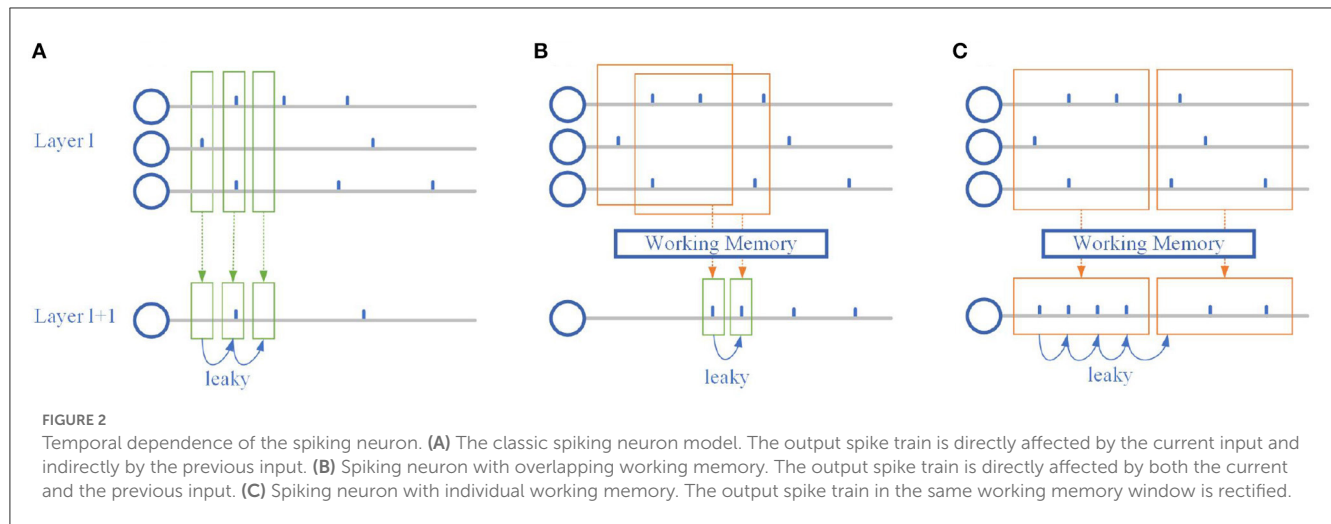 A
B
C
Layer l
Working Memory
Working Memory
Layer l+1
leaky
leaky
leaky
FIGURE 2
Temporal dependence of the spiking neuron. (A) The classic spiking neuron model. The output spike train is directly affected by the current input and
indirectly by the previous input. (B) Spiking neuron with overlapping working memory. The output spike train is directly affected by both the current
and the previous input. (C) Spiking neuron with individual working memory. The output spike train in the same working memory window is rectified.